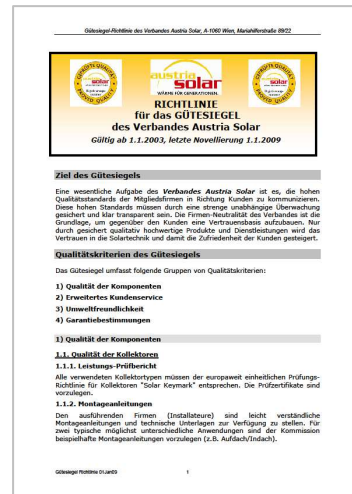 Gütesiegel-Richtlinie des Verbandes Austria Solar, A-1060 Wien, Mariahilferstraße 89/22
austria
solar
WÄRME FÜR GENERATIONEN.
RICHTLINIE
für das GÜTESIEGEL
des Verbandes Austria Solar
Gültig ab 1.1.2003, letzte Novellierung 1.1.2009
Ziel des Gütesiegels
Eine wesentliche Aufgabe des Verbandes Austria Solar ist es, die hohen
Qualitätsstandards der Mitgliedsfirmen in Richtung Kunden zu kommunizieren.
Diese hohen Standards müssen durch eine strenge unabhängige Überwachung
gesichert und klar transparent sein. Die Firmen-Neutralität des Verbandes ist die
Grundlage, um gegenüber den Kunden eine Vertrauensbasis aufzubauen. Nur
durch gesichert qualitativ hochwertige Produkte und Dienstleistungen wird das
Vertrauen in die Solartechnik und damit die Zufriedenheit der Kunden gesteigert.
Qualitätskriterien des Gütesiegels
Das Gütesiegel umfasst folgende Gruppen von Qualitätskriterien:
1) Qualität der Komponenten
2) Erweitertes Kundenservice
3) Umweltfreundlichkeit
4) Garantiebestimmungen
1) Qualität der Komponenten
1.1. Qualität der Kollektoren
1.1.1. Leistungs-Prüfbericht
Alle verwendeten Kollektortypen müssen der europaweit einheitlichen Prüfungs-
Richtlinie für Kollektoren "Solar Keymark" entsprechen. Die Prüfzertifikate sind
vorzulegen.
1.1.2. Montageanleitungen
Den ausführenden Firmen (Installateure) sind leicht verständliche
Montageanleitungen und technische Unterlagen zur Verfügung zu stellen. Für
zwei typische möglichst unterschiedliche Anwendungen sind der Kommission
beispielhafte Montageanleitungen vorzulegen (z.B. Aufdach/Indach).
Gütesiegel Richtlinie 01Jan09 1